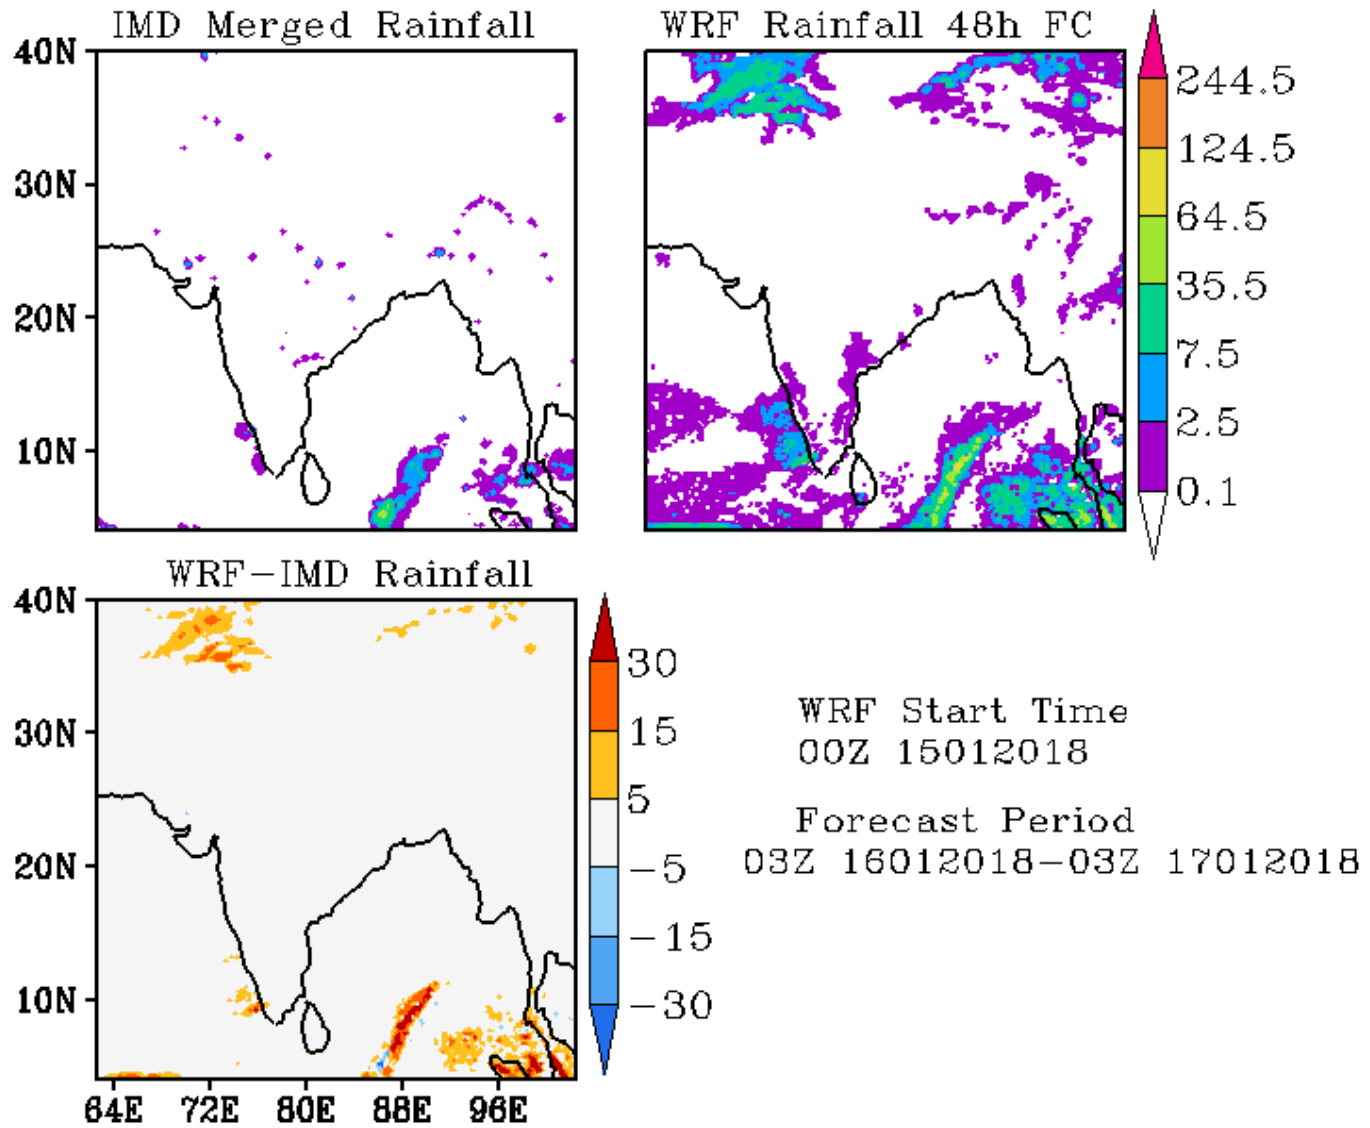 IMD Merged Rainfall
WRF Rainfall 48h FC
40N
30N
20N
10N
244.5
124.5
64.5
35.5
7.5
2.5
0.1
WRF-IMD Rainfall
40N
30N
20N
10N
64E 72E 80E 88E 96E
30
15
5
-5
-15
-30
WRF Start Time
00Z 15012018
Forecast Period
03Z 16012018-03Z 17012018